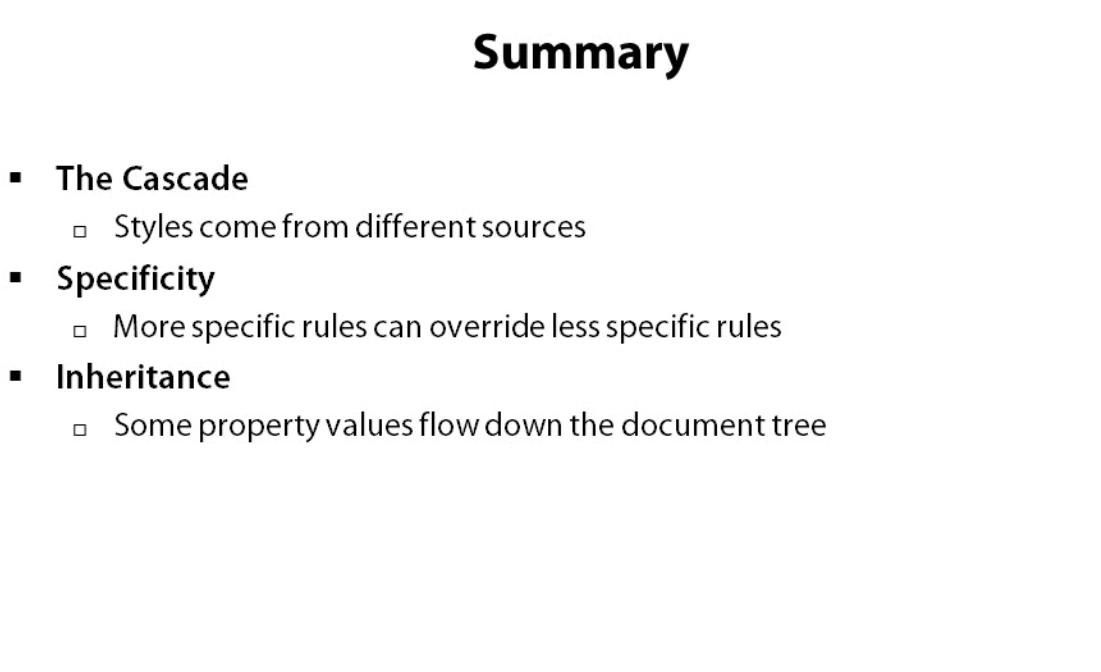 Summary
▪ The Cascade
▫ Styles come from different sources
▪ Specificity
▫ More specific rules can override less specific rules
▪ Inheritance
▫ Some property values flow down the document tree